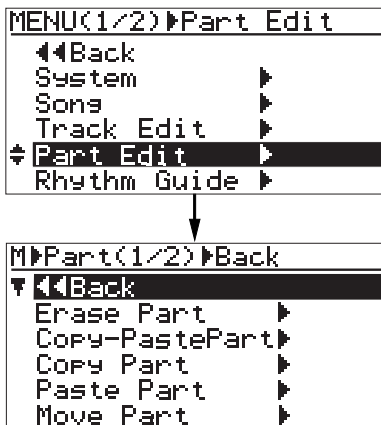 MENU(1/2)▶Part Edit
◀◀Back
System ▶
Song ▶
Track Edit ▶
Part Edit ▶
Rhythm Guide ▶
M▶Part(1/2)▶Back
◀◀Back
Erase Part ▶
Copy-PastePart▶
Copy Part ▶
Paste Part ▶
Move Part ▶